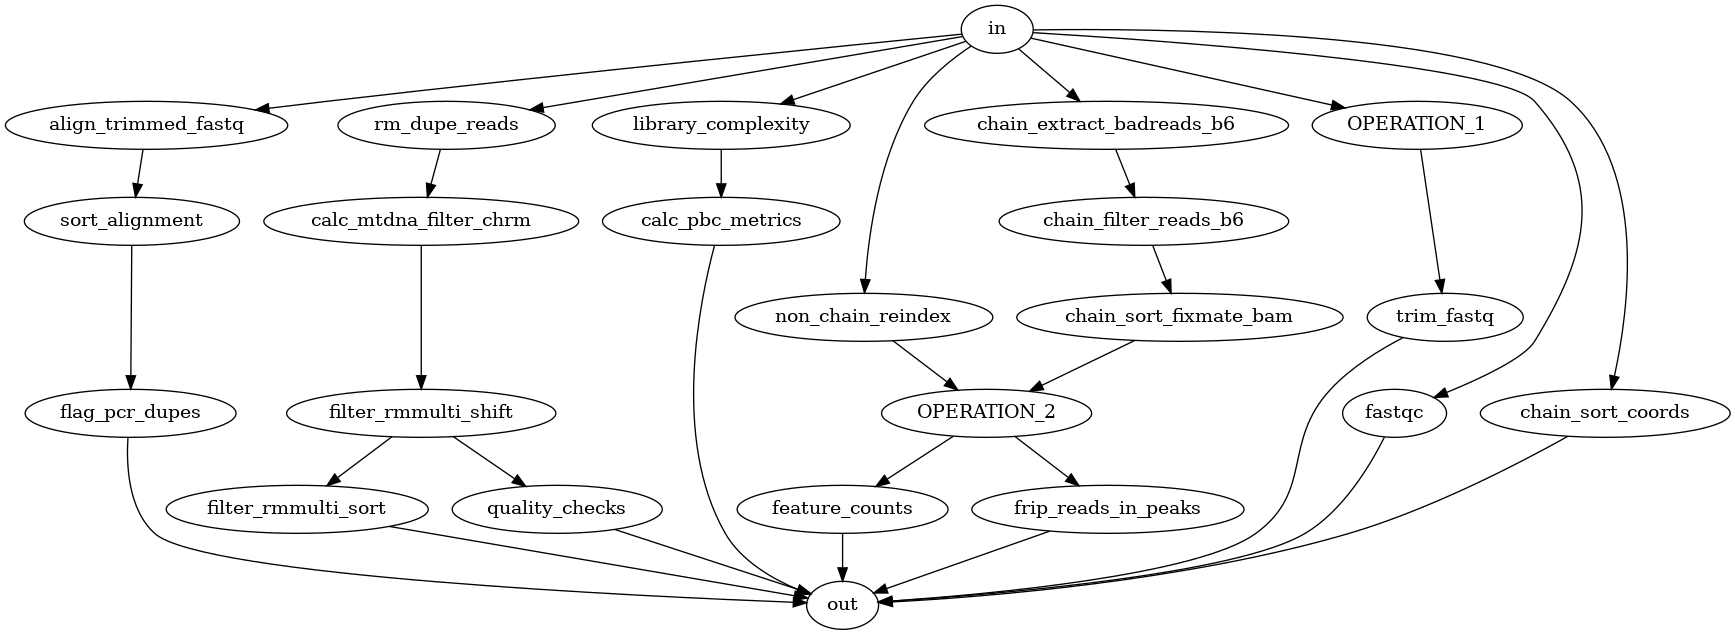 in
align_trimmed_fastq
rm_dupe_reads
library_complexity
chain_extract_badreads_b6
OPERATION_1
sort_alignment
calc_mtdna_filter_chrm
calc_pbc_metrics
chain_filter_reads_b6
non_chain_reindex
chain_sort_fixmate_bam
trim_fastq
flag_pcr_dupes
filter_rmmulti_shift
OPERATION_2
fastqc
chain_sort_coords
filter_rmmulti_sort
quality_checks
feature_counts
frip_reads_in_peaks
out